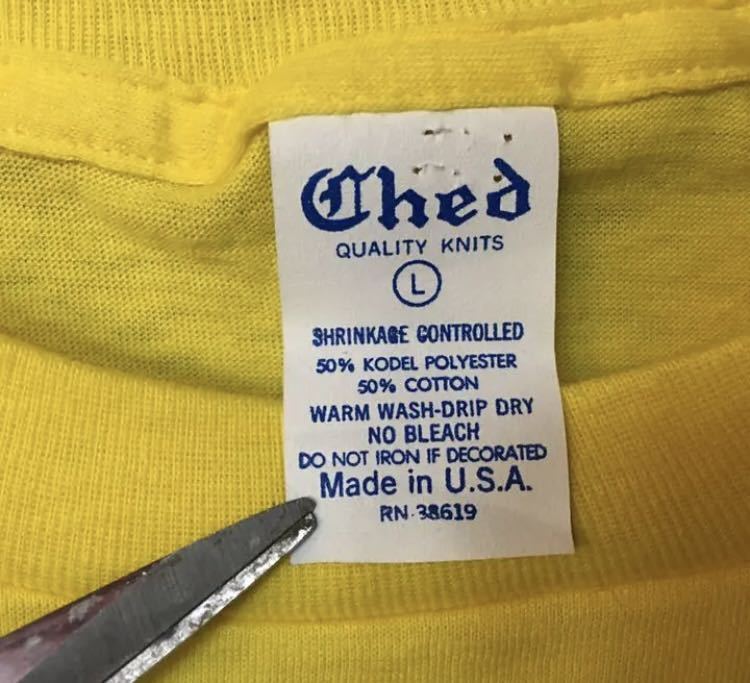 Ched
QUALITY KNITS
L
SHRINKAGE CONTROLLED
50% KODEL POLYESTER
50% COTTON
WARM WASH-DRIP DRY
NO BLEACH
DO NOT IRON IF DECORATED
Made in U.S.A.
RN-38619